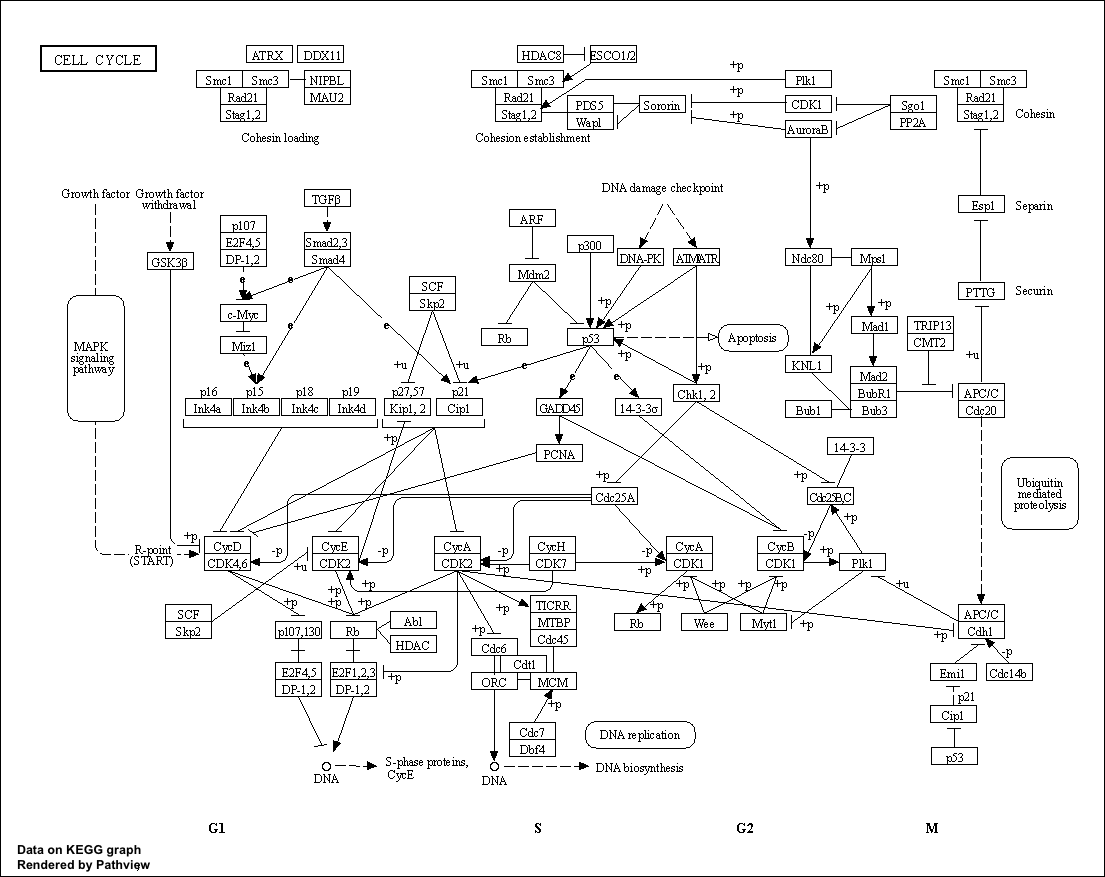 CELL CYCLE
ATRX DDX11
Smc1 Smc3 NIPBL
Rad21 MAU2
Stag1,2
Cohesin loading
HDAC8 ESCO1/2
Smc1 Smc3
Rad21
Stag1,2
PDS5
Wapl
Sororin
Cohesion establishment
+p
Plk1
+p
CDK1
+p
AuroraB
Sgo1
PP2A
Smc1 Smc3
Rad21
Stag1,2
Cohesin
+p
Esp1
Separin
PTTG
Securin
+u
Growth factor
Growth factor
withdrawal
GSK3β
MAPK
signaling
pathway
p107
E2F4,5
DP-1,2
e
c-Myc
Miz1
e
TGFβ
Smad2,3
Smad4
e
e
e
SCF
Skp2
+u
+u
ARF
Mdm2
Rb
p300
DNA damage checkpoint
DNA-PK
ATMATR
+p
+p
p53
+p
Apoptosis
e
e
e
+p
Ndc80
Mps1
+p
+p
Mad1
KNL1
TRIP13
CMT2
Mad2
BubR1
Bub3
Bub1
APC/C
Cdc20
p16
Ink4a
p15
Ink4b
p18
Ink4c
p19
Ink4d
p27,57
Kip1, 2
p21
Cip1
GADD45
14-3-3σ
Chk1, 2
+p
PCNA
+p
+p
14-3-3
Cdc25A
Cdc25B,C
Ubiquitin
mediated
proteolysis
R-point
(START)
+p
CycD
CDK4,6
-p
+u
CycE
CDK2
-p
CycA
CDK2
-p
+p
CycH
CDK7
-p
+p
CycA
CDK1
CycB
CDK1
-p
+p
+p
Plk1
+u
SCF
Skp2
+p
+p
+p
+p
p107,130
Rb
Abl
HDAC
E2F4,5
DP-1,2
E2F1,2,3
DP-1,2
+p
+p
Cdc6
ORC
Cdt1
MCM
+p
TICRR
MTBP
Cdc45
+p
Cdc7
Dbf4
+p
Rb
+p
+p
Wee
+p
+p
Myt1
+p
+p
APC/C
Cdh1
-p
Emi1
Cdc14b
p21
Cip1
p53
DNA
S-phase proteins,
CycE
DNA
DNA biosynthesis
DNA replication
G1 S G2 M
Data on KEGG graph
Rendered by Pathview